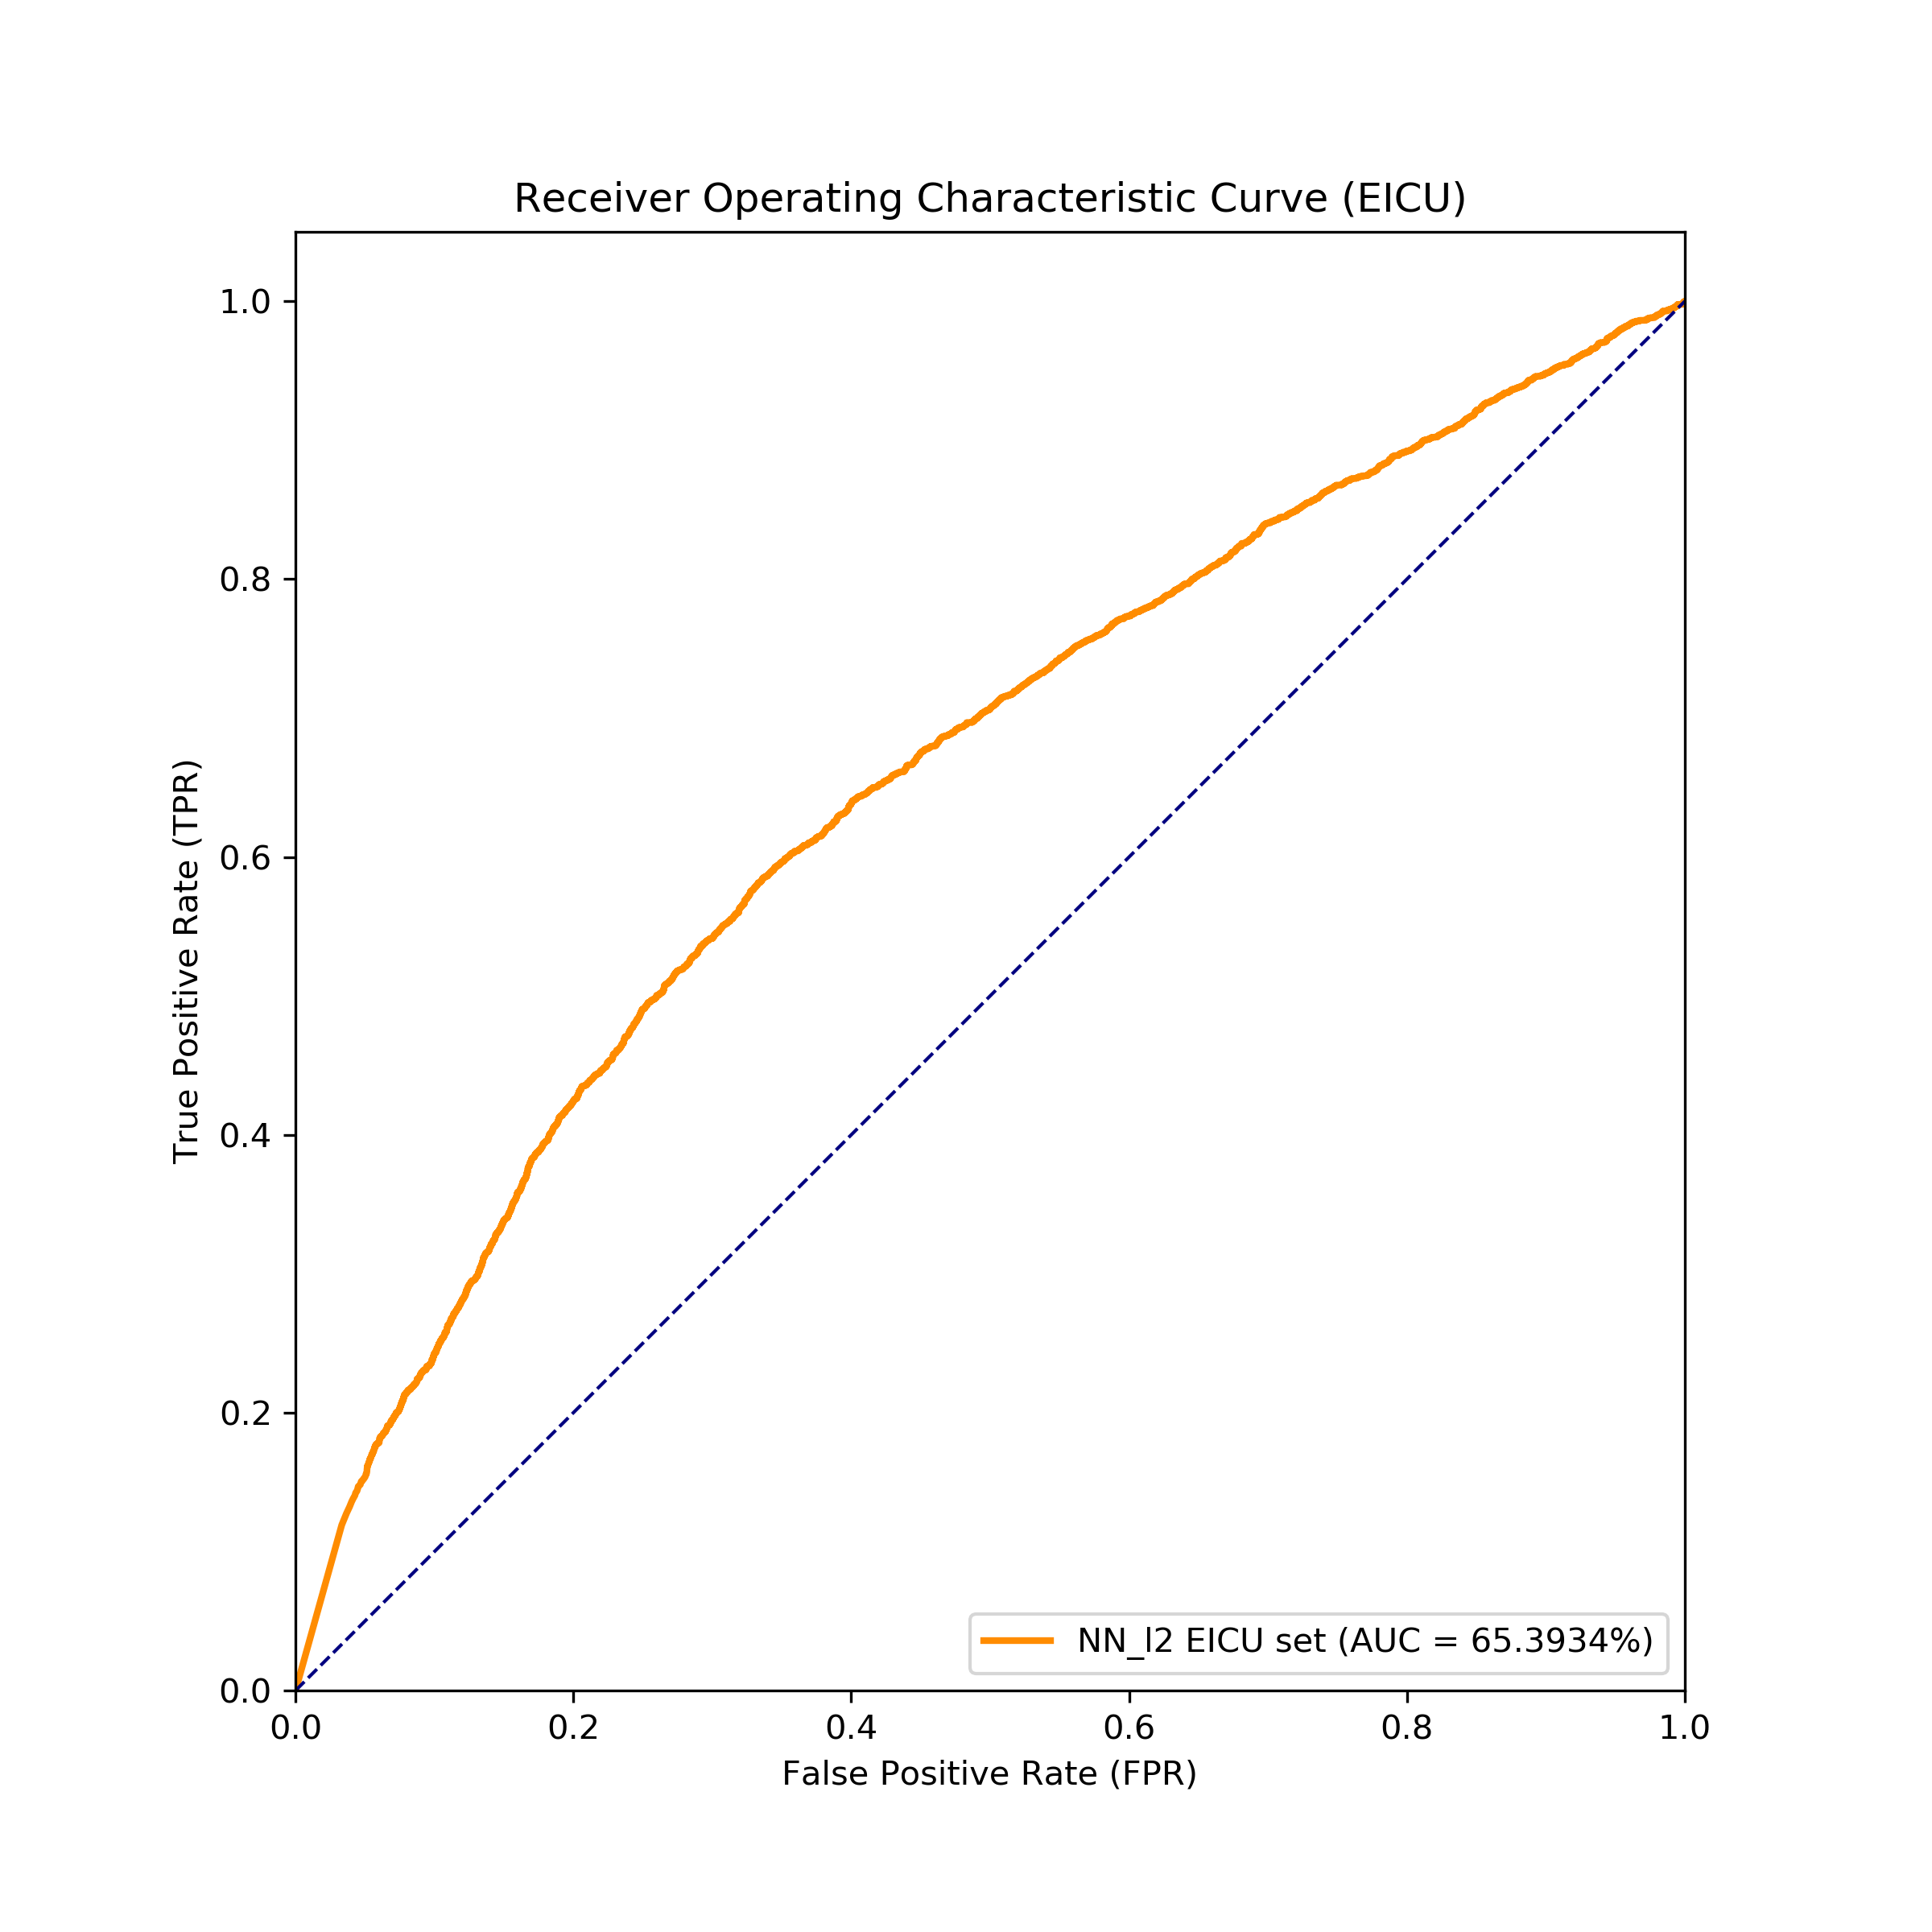 Receiver Operating Characteristic Curve (EICU)
True Positive Rate (TPR)
1.0
0.8
0.6
0.4
0.2
0.0
NN_l2 EICU set (AUC = 65.3934%)
0.0 0.2 0.4 0.6 0.8 1.0
False Positive Rate (FPR)